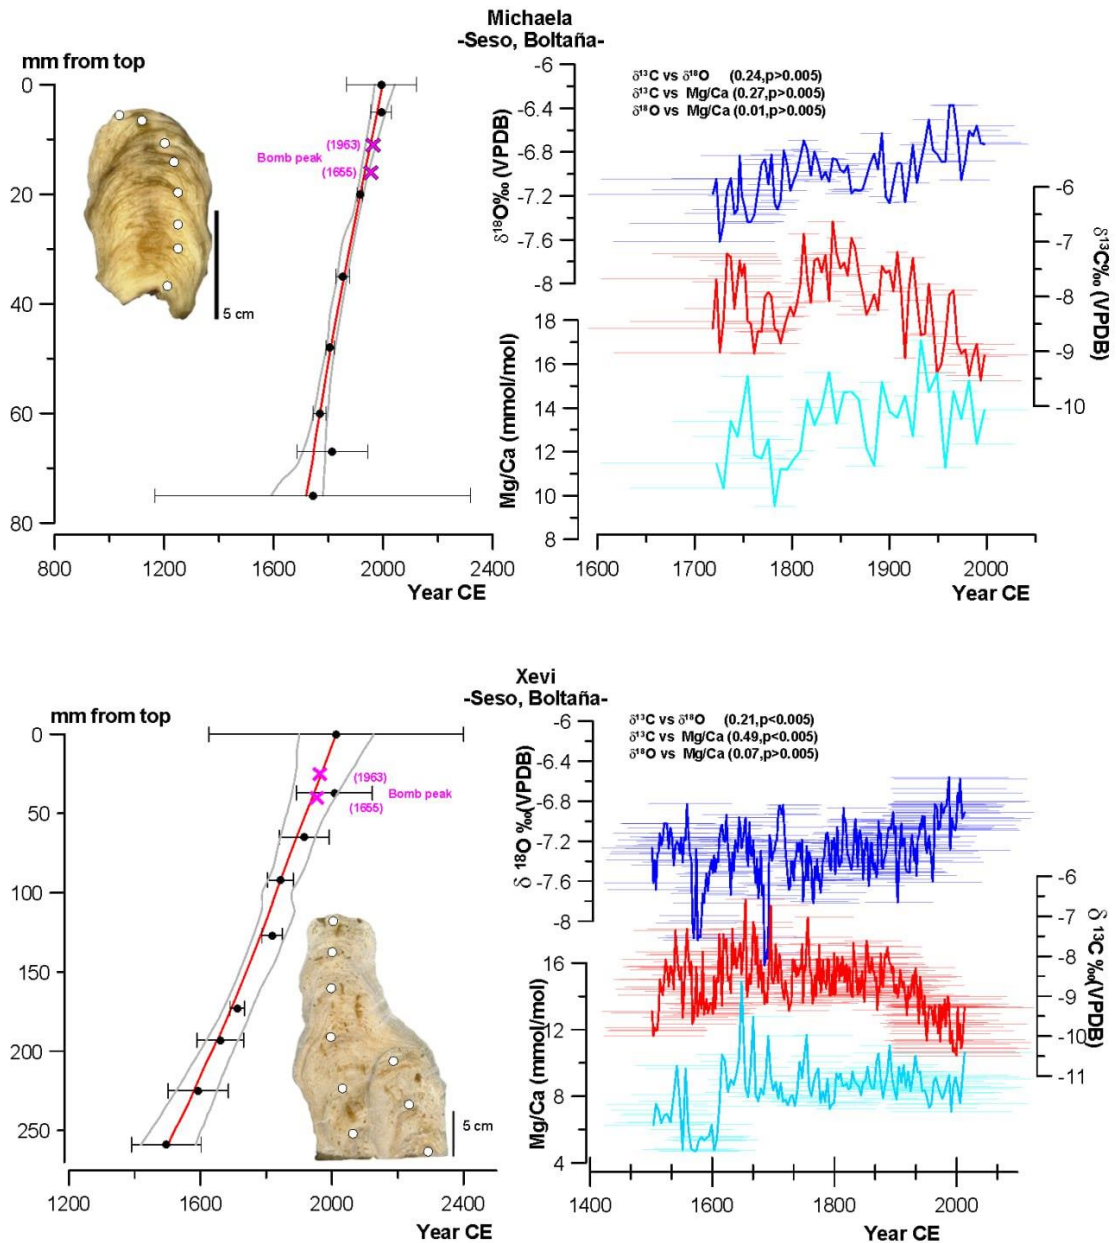 Michaela
-Seso, Boltaña-
mm from top
0
20
40
60
80
800
1200
1600
2000
2400
Year CE
(1963)
Bomb peak
(1655)
5 cm
δ¹³C vs δ¹⁸O (0.24,p>0.005)
δ¹³C vs Mg/Ca (0.27,p>0.005)
δ¹⁸O vs Mg/Ca (0.01,p>0.005)
-6
-6.4
-6.8
-7.2
-7.6
-8
δ¹⁸O‰ (VPDB)
18
16
14
12
10
8
Mg/Ca (mmol/mol)
-6
-7
-8
-9
-10
δ¹³C‰ (VPDB)
1600
1700
1800
1900
2000
Year CE
Xevi
-Seso, Boltaña-
mm from top
0
50
100
150
200
250
1200
1600
2000
2400
Year CE
(1963)
Bomb peak
(1655)
5 cm
δ¹³C vs δ¹⁸O (0.21,p<0.005)
δ¹³C vs Mg/Ca (0.49,p<0.005)
δ¹⁸O vs Mg/Ca (0.07,p>0.005)
-6
-6.4
-6.8
-7.2
-7.6
-8
δ ¹⁸O ‰(VPDB)
16
12
8
4
Mg/Ca (mmol/mol)
-6
-7
-8
-9
-10
-11
δ ¹³C ‰(VPDB)
1400
1600
1800
2000
Year CE